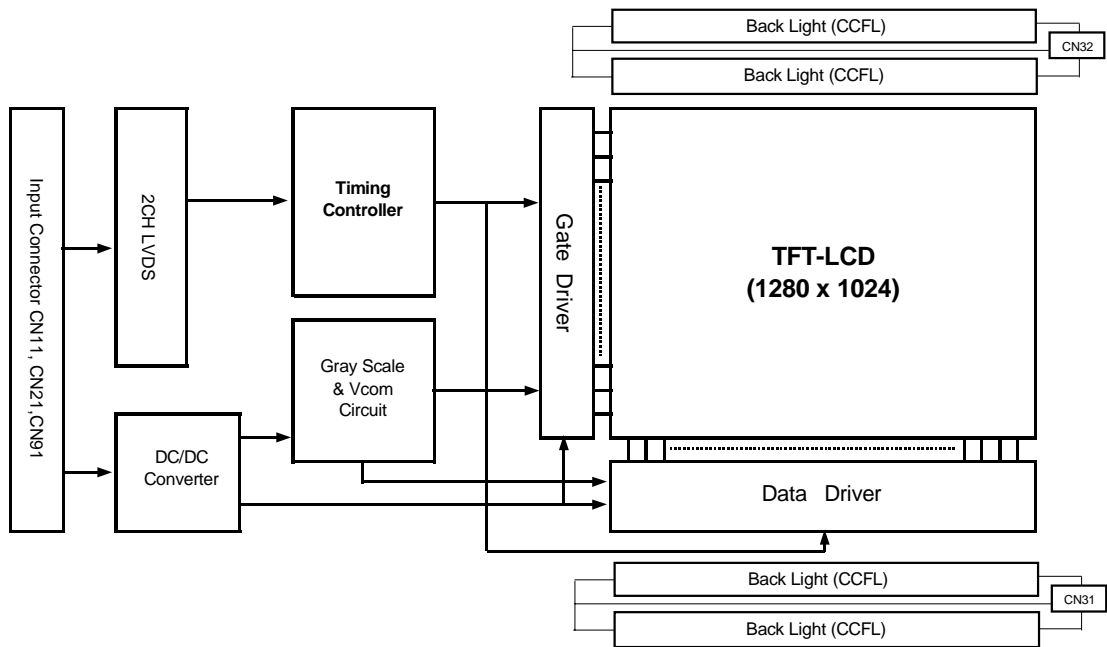 Back Light (CCFL)
CN32
Back Light (CCFL)
Input Connector CN11, CN21,CN91
2CH LVDS
Timing
Controller
Gate Driver
TFT-LCD
(1280 x 1024)
Gray Scale
& Vcom
Circuit
DC/DC
Converter
Data Driver
Back Light (CCFL)
CN31
Back Light (CCFL)